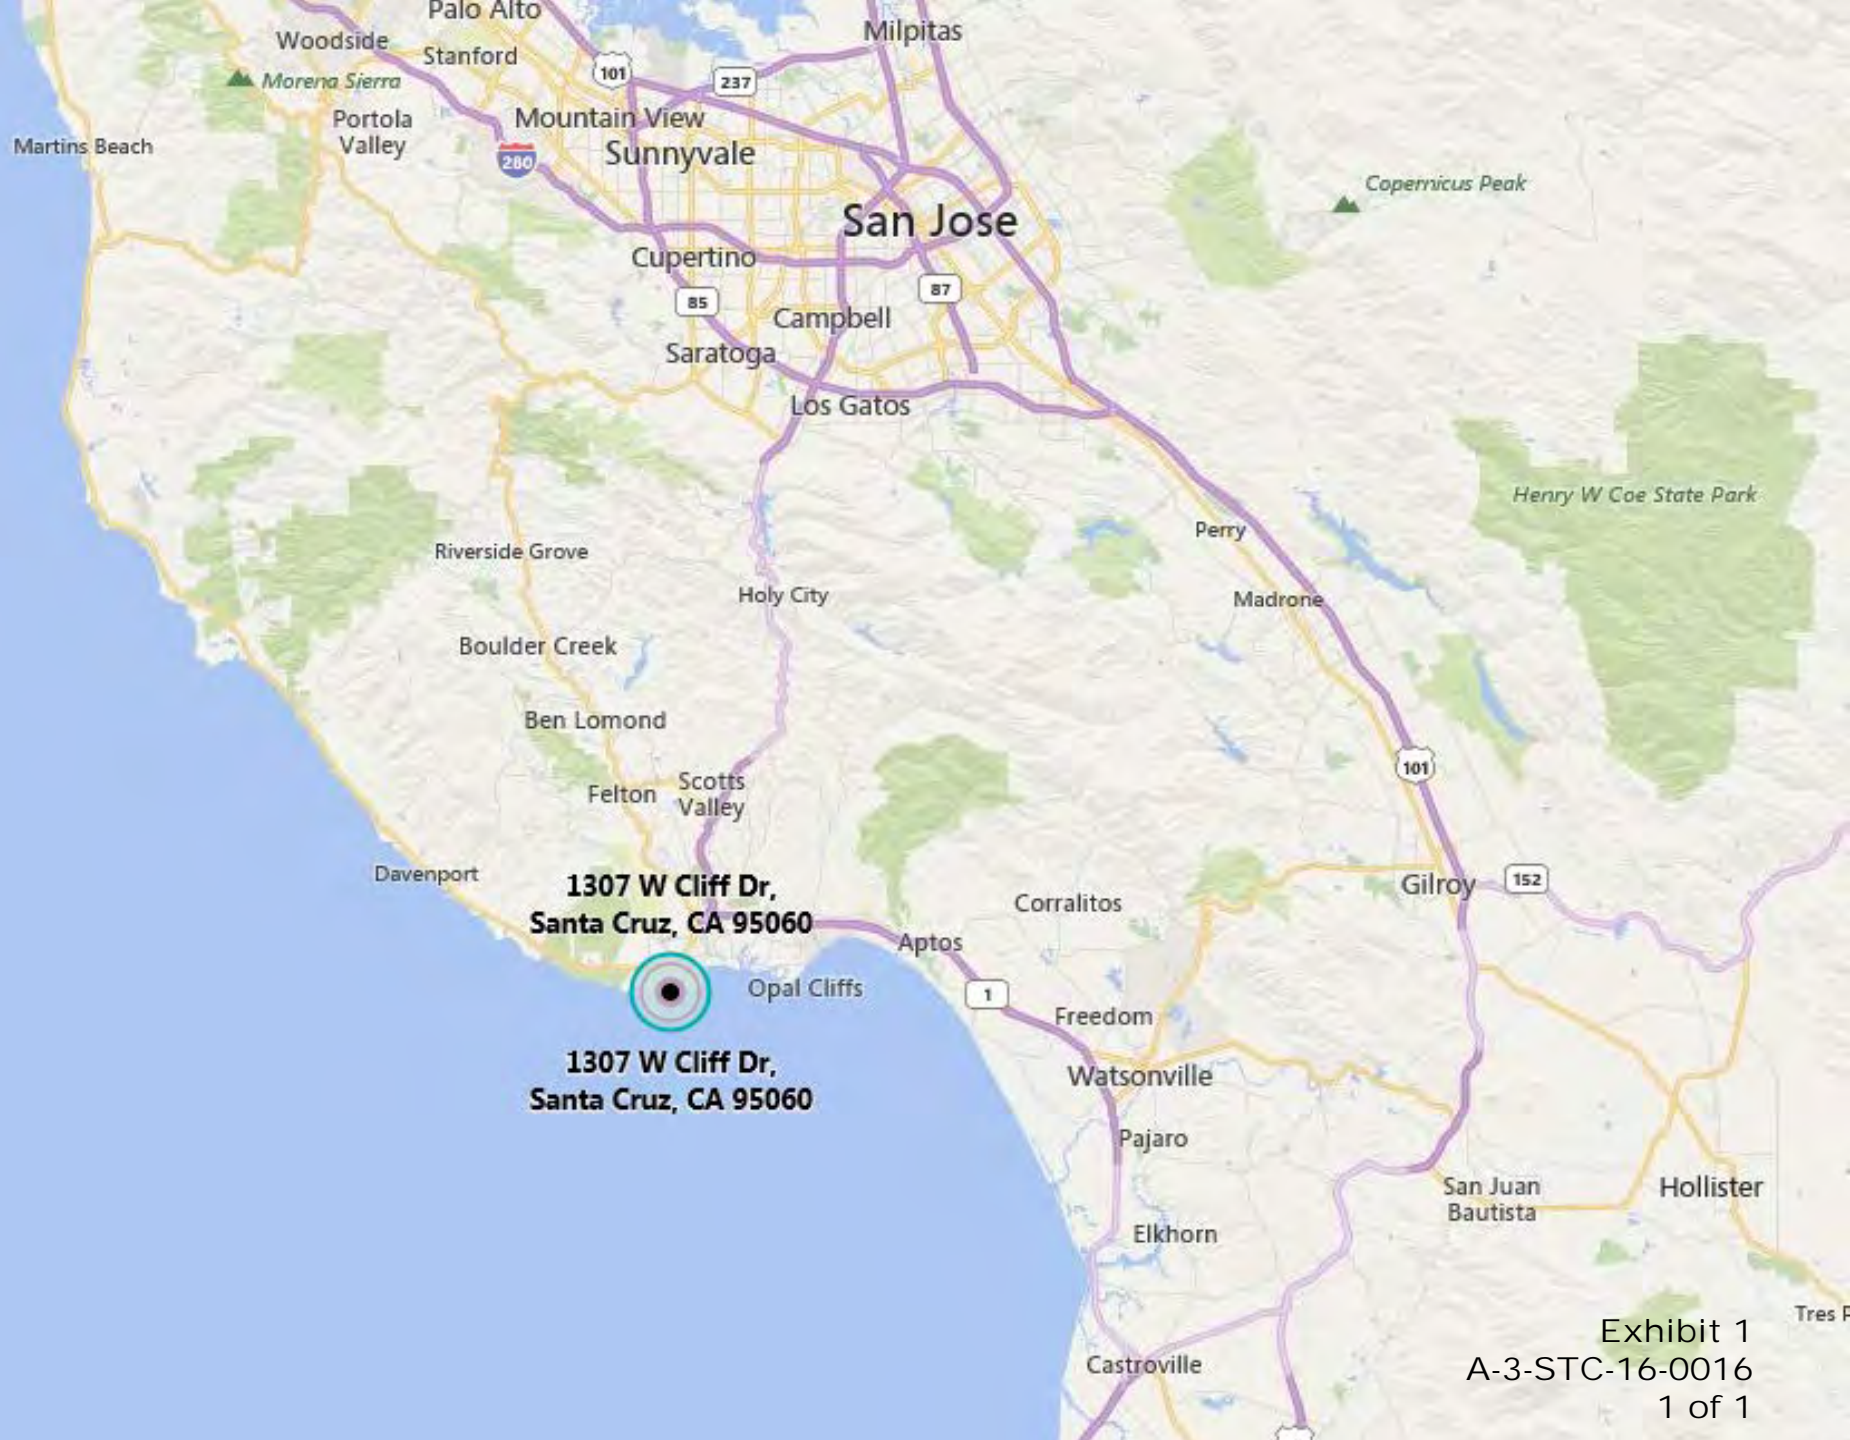 Palo Alto
Milpitas
Woodside
Stanford
101
237
Morena Sierra
Mountain View
Portola
Valley
Martins Beach
Sunnyvale
280
Copernicus Peak
San Jose
Cupertino
85
87
Campbell
Saratoga
Los Gatos
Henry W Coe State Park
Perry
Riverside Grove
Holy City
Madrone
Boulder Creek
Ben Lomond
101
Scotts
Valley
Felton
Davenport
1307 W Cliff Dr,
Santa Cruz, CA 95060
Gilroy
152
Corralitos
Aptos
Opal Cliffs
1
Freedom
1307 W Cliff Dr,
Santa Cruz, CA 95060
Watsonville
Pajaro
San Juan
Bautista
Hollister
Elkhorn
Tres P
Castroville
Exhibit 1
A-3-STC-16-0016
1 of 1